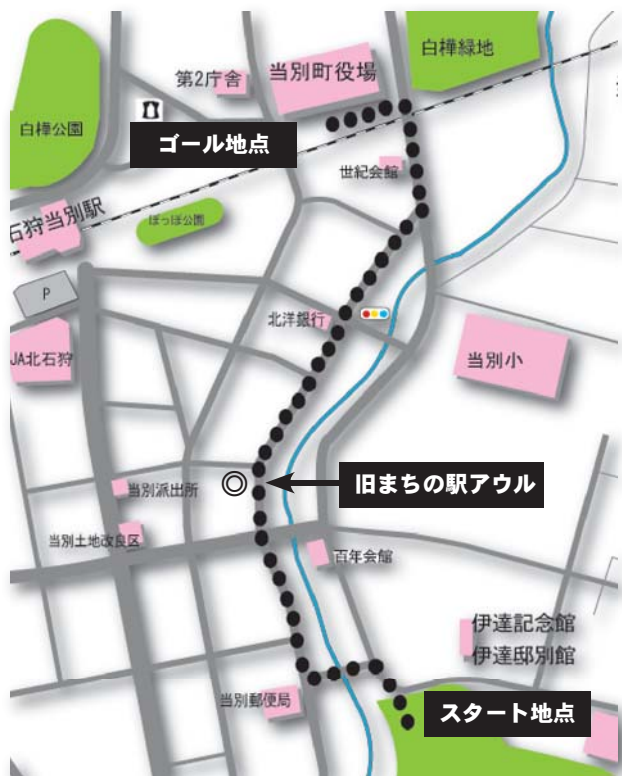 白樺緑地
当別町役場
第2庁舎
白樺公園
ゴール地点
世紀会館
石狩当別駅
ぽっぽ公園
P
北洋銀行
JA北石狩
当別小
旧まちの駅アウル
当別派出所
当別土地改良区
百年会館
伊達記念館
伊達邸別館
当別郵便局
スタート地点